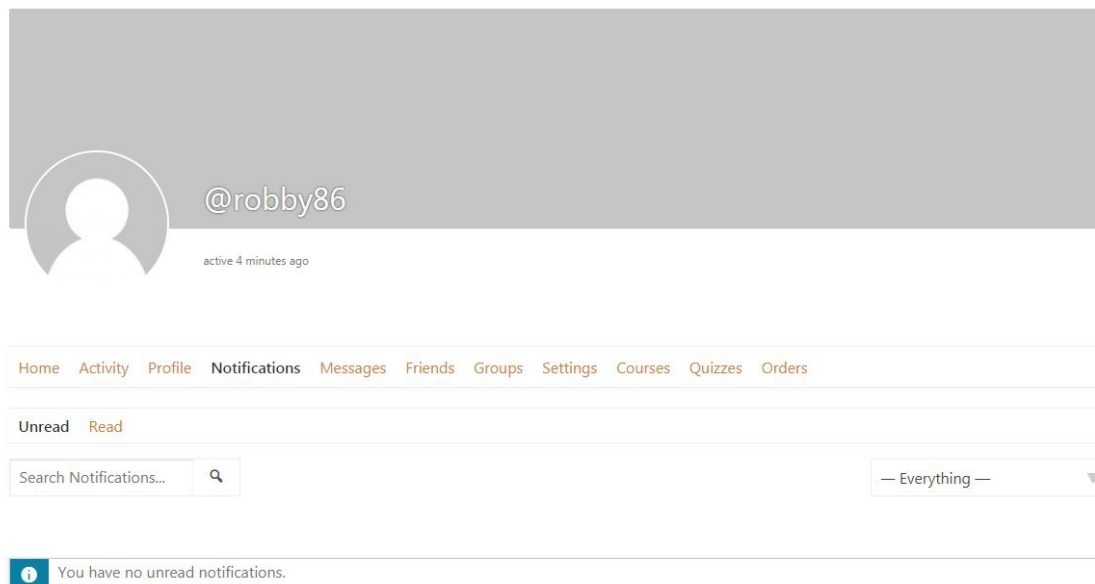 @robby86
active 4 minutes ago
Home Activity Profile Notifications Messages Friends Groups Settings Courses Quizzes Orders
Unread Read
Search Notifications... — Everything —
You have no unread notifications.